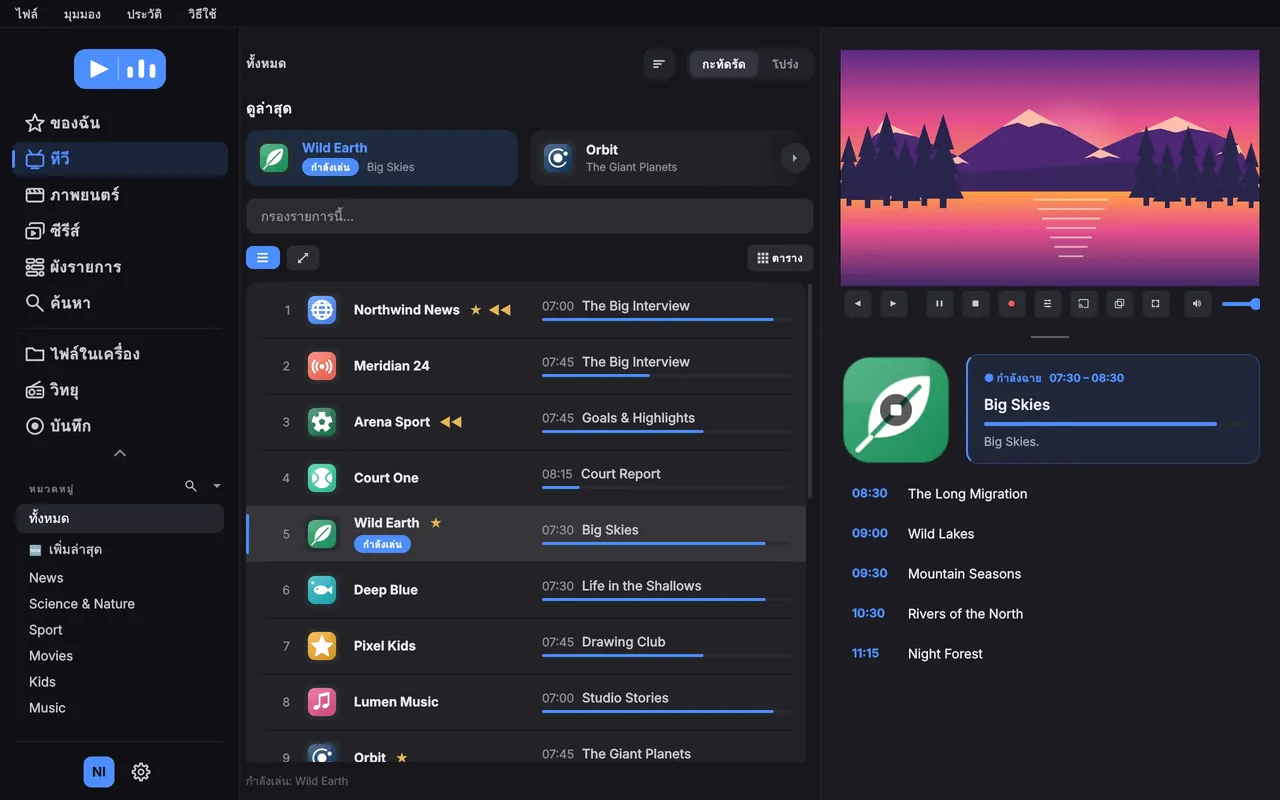 ไฟล์ มุมมอง ประวัติ วิธีใช้
ของฉัน
ทีวี
ภาพยนตร์
ซีรีส์
ผังรายการ
ค้นหา
ไฟล์ในเครื่อง
วิทยุ
บันทึก
หมวดหมู่
ทั้งหมด
เพิ่มล่าสุด
News
Science & Nature
Sport
Movies
Kids
Music
NI
ทั้งหมด
กะทัดรัด โปร่ง
ดูล่าสุด
Wild Earth
กำลังเล่น Big Skies
Orbit
The Giant Planets
กรองรายการนี้...
ตาราง
1 Northwind News 07:00 The Big Interview
2 Meridian 24 07:45 The Big Interview
3 Arena Sport 07:45 Goals & Highlights
4 Court One 08:15 Court Report
5 Wild Earth กำลังเล่น 07:30 Big Skies
6 Deep Blue 07:30 Life in the Shallows
7 Pixel Kids 07:45 Drawing Club
8 Lumen Music 07:00 Studio Stories
9 Orbit 07:45 The Giant Planets
กำลังเล่น: Wild Earth
กำลังฉาย 07:30 – 08:30
Big Skies
Big Skies.
08:30 The Long Migration
09:00 Wild Lakes
09:30 Mountain Seasons
10:30 Rivers of the North
11:15 Night Forest